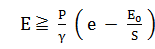 E ≧ P/γ ( e − E₀/S )